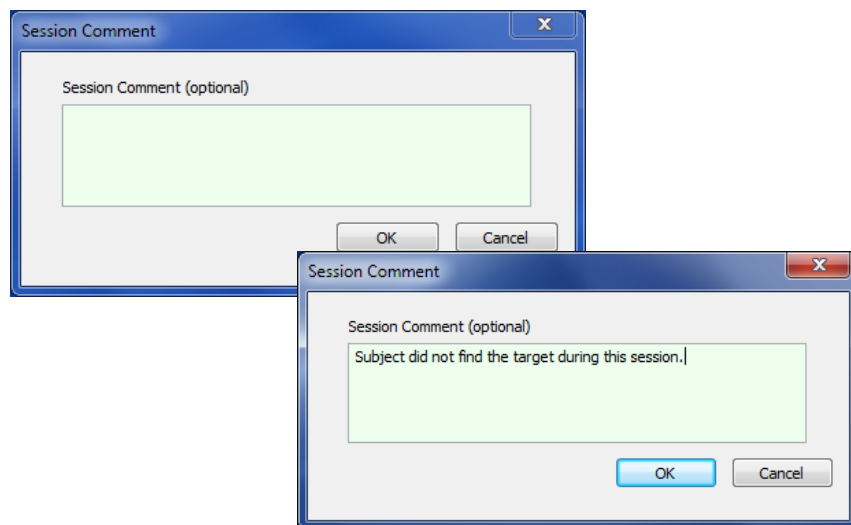 Session Comment
X
Session Comment (optional)
OK Cancel
Session Comment
X
Session Comment (optional)
Subject did not find the target during this session.
OK Cancel